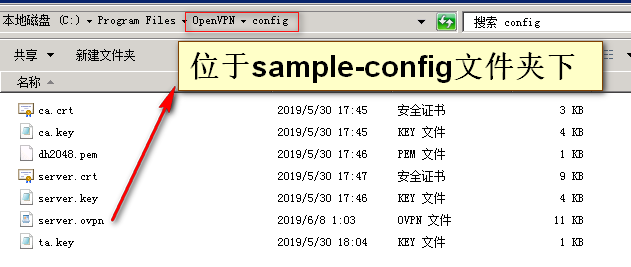 本地磁盘 (C:) ▸ Program Files ▸ OpenVPN ▾ config
搜索 config
共享 ▾ 新建文件夹
名称
位于sample-config文件夹下
ca.crt 2019/5/30 17:45 安全证书 3 KB
ca.key 2019/5/30 17:45 KEY 文件 4 KB
dh2048.pem 2019/5/30 17:46 PEM 文件 1 KB
server.crt 2019/5/30 17:47 安全证书 9 KB
server.key 2019/5/30 17:46 KEY 文件 4 KB
server.ovpn 2019/6/8 1:03 OVPN 文件 11 KB
ta.key 2019/5/30 18:04 KEY 文件 1 KB